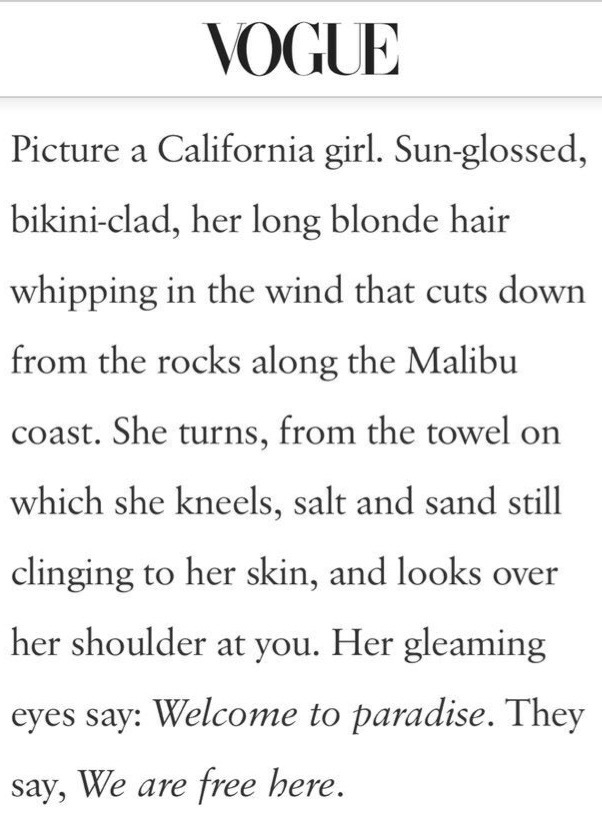 VOGUE
Picture a California girl. Sun-glossed,
bikini-clad, her long blonde hair
whipping in the wind that cuts down
from the rocks along the Malibu
coast. She turns, from the towel on
which she kneels, salt and sand still
clinging to her skin, and looks over
her shoulder at you. Her gleaming
eyes say: Welcome to paradise. They
say, We are free here.